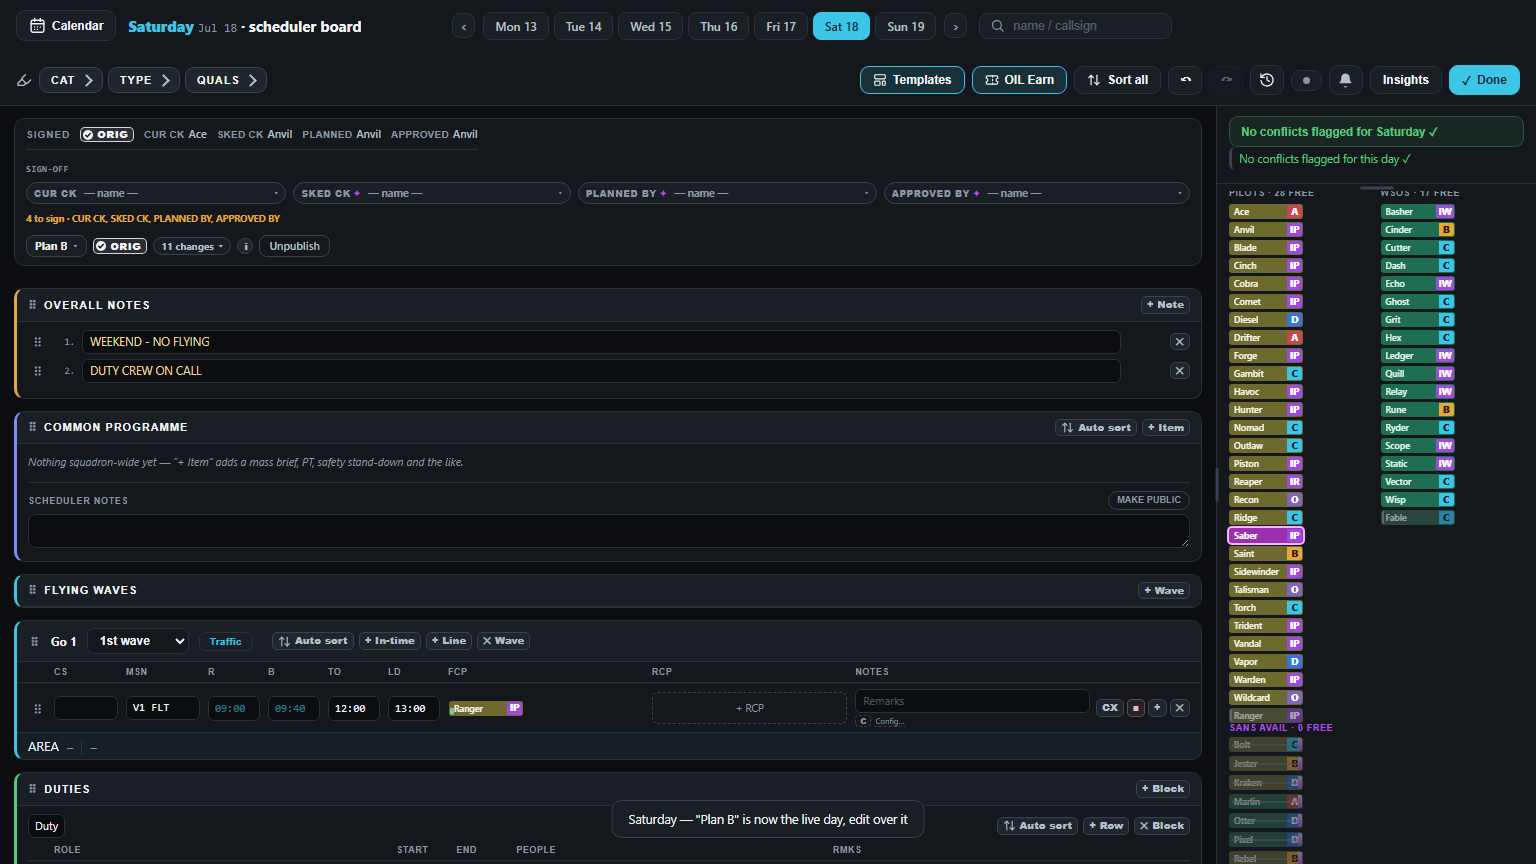 Calendar
Saturday Jul 18 · scheduler board
‹ Mon 13 Tue 14 Wed 15 Thu 16 Fri 17 Sat 18 Sun 19 ›
name / callsign
CAT TYPE QUALS
Templates OIL Earn Sort all Insights ✓ Done
SIGNED ORIG CUR CK Ace SKED CK Anvil PLANNED Anvil APPROVED Anvil
SIGN-OFF
CUR CK — name — SKED CK ✦ — name — PLANNED BY ✦ — name — APPROVED BY ✦ — name —
4 to sign · CUR CK, SKED CK, PLANNED BY, APPROVED BY
Plan B ORIG 11 changes i Unpublish
OVERALL NOTES + Note
1. WEEKEND - NO FLYING ✕
2. DUTY CREW ON CALL ✕
COMMON PROGRAMME Auto sort + Item
Nothing squadron-wide yet — "+ Item" adds a mass brief, PT, safety stand-down and the like.
SCHEDULER NOTES MAKE PUBLIC
FLYING WAVES + Wave
Go 1 1st wave Traffic Auto sort + In-time + Line ✕ Wave
CS MSN R B TO LD FCP RCP NOTES
V1 FLT 09:00 09:40 12:00 13:00 Ranger IP + RCP Remarks CX + ✕
C Config...
AREA – –
DUTIES + Block
Duty Auto sort + Row ✕ Block
Saturday — "Plan B" is now the live day, edit over it
ROLE START END PEOPLE RMKS
No conflicts flagged for Saturday ✓
No conflicts flagged for this day ✓
PILOTS · 28 FREE
Ace A
Anvil IP
Blade IP
Cinch IP
Cobra IP
Comet IP
Diesel D
Drifter A
Forge IP
Gambit C
Havoc IP
Hunter IP
Nomad C
Outlaw C
Piston IP
Reaper IR
Recon O
Ridge C
Saber IP
Saint B
Sidewinder IP
Talisman O
Torch C
Trident IP
Vandal IP
Vapor D
Warden IP
Wildcard O
Ranger IP
WSOS · 17 FREE
Basher IW
Cinder B
Cutter C
Dash C
Echo IW
Ghost C
Grit C
Hex C
Ledger IW
Quill IW
Relay IW
Rune B
Ryder C
Scope IW
Static IW
Vector C
Wisp C
Fable C
SANS AVAIL · 0 FREE
Bolt C
Jester B
Kraken D
Marlin A
Otter D
Pixel D
Rebel B